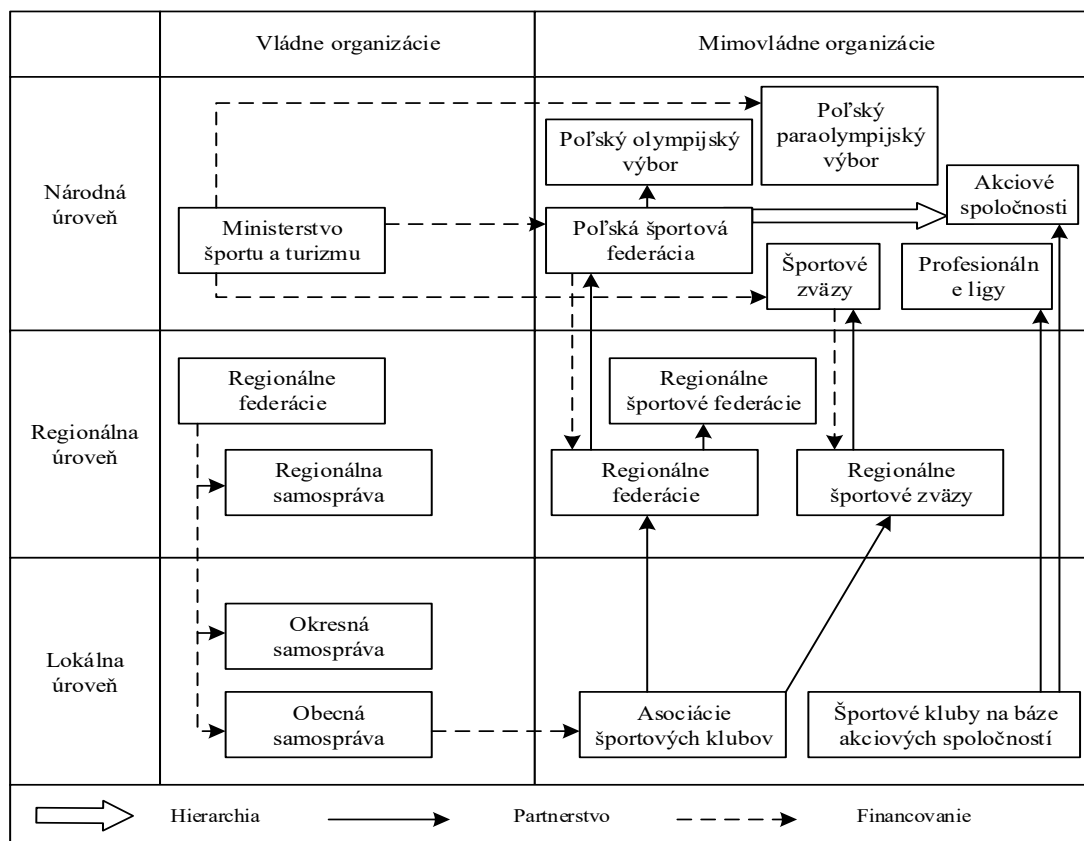 Vládne organizácie
Mimovládne organizácie
Národná
úroveň
Ministerstvo
športu a turizmu
Poľský olympijský
výbor
Poľský
paraolympijský
výbor
Akciové
spoločnosti
Poľská športová
federácia
Športové
zväzy
Profesionáln
e ligy
Regionálna
úroveň
Regionálne
federácie
Regionálna
samospráva
Regionálne
športové federácie
Regionálne
federácie
Regionálne
športové zväzy
Lokálna
úroveň
Okresná
samospráva
Obecná
samospráva
Asociácie
športových klubov
Športové kluby na báze
akciových spoločností
Hierarchia
Partnerstvo
Financovanie